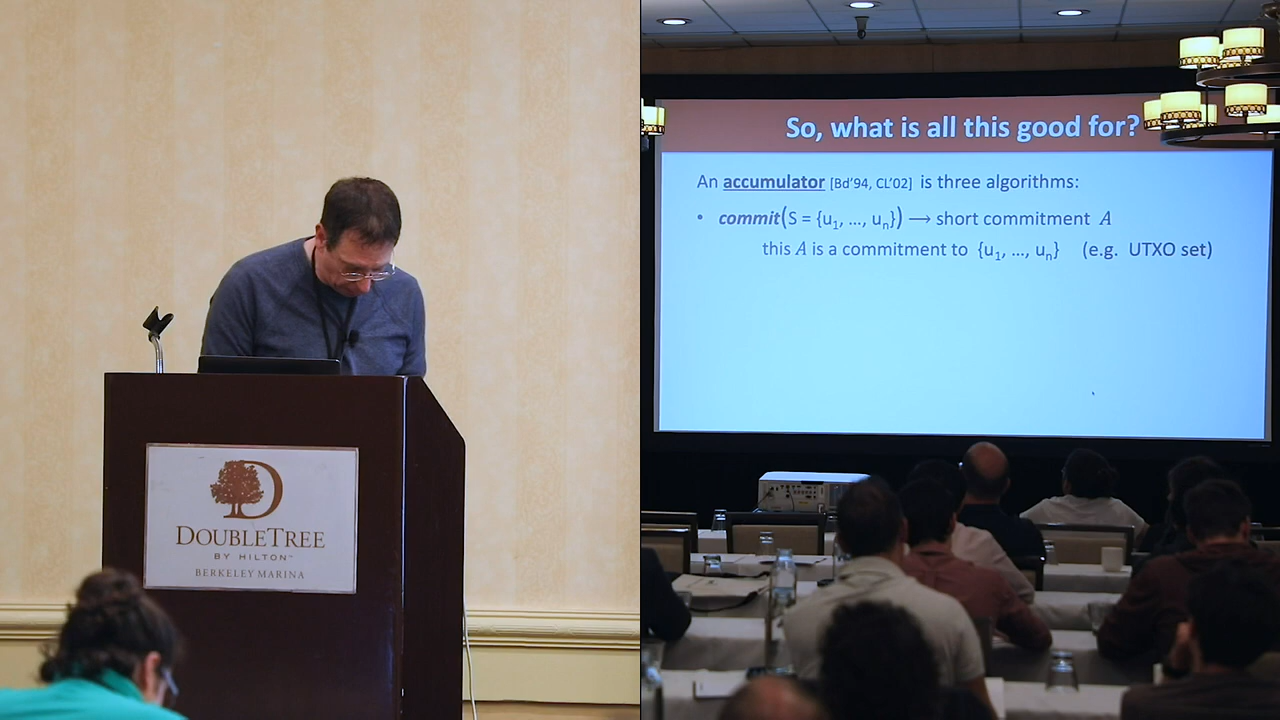 DOUBLETREE
BY HILTON™
BERKELEY MARINA
So, what is all this good for?
An accumulator [Bd'94, CL'02] is three algorithms:
• commit(S = {u₁, …, uₙ}) ⟶ short commitment A
this A is a commitment to {u₁, …, uₙ} (e.g. UTXO set)